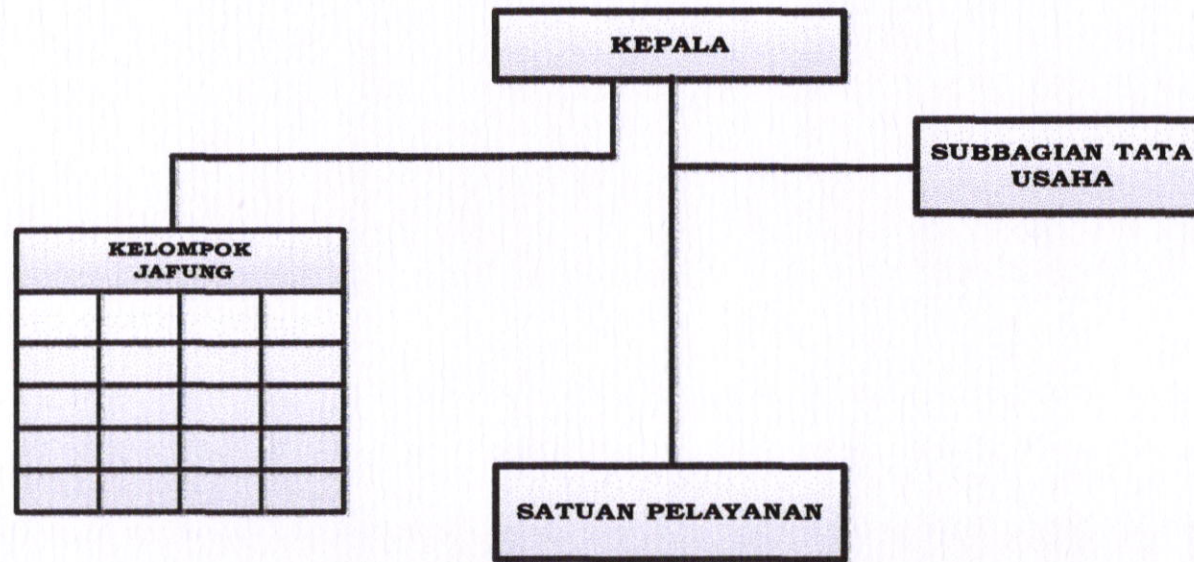 KEPALA
SUBBAGIAN TATA
USAHA
KELOMPOK
JAFUNG
SATUAN PELAYANAN